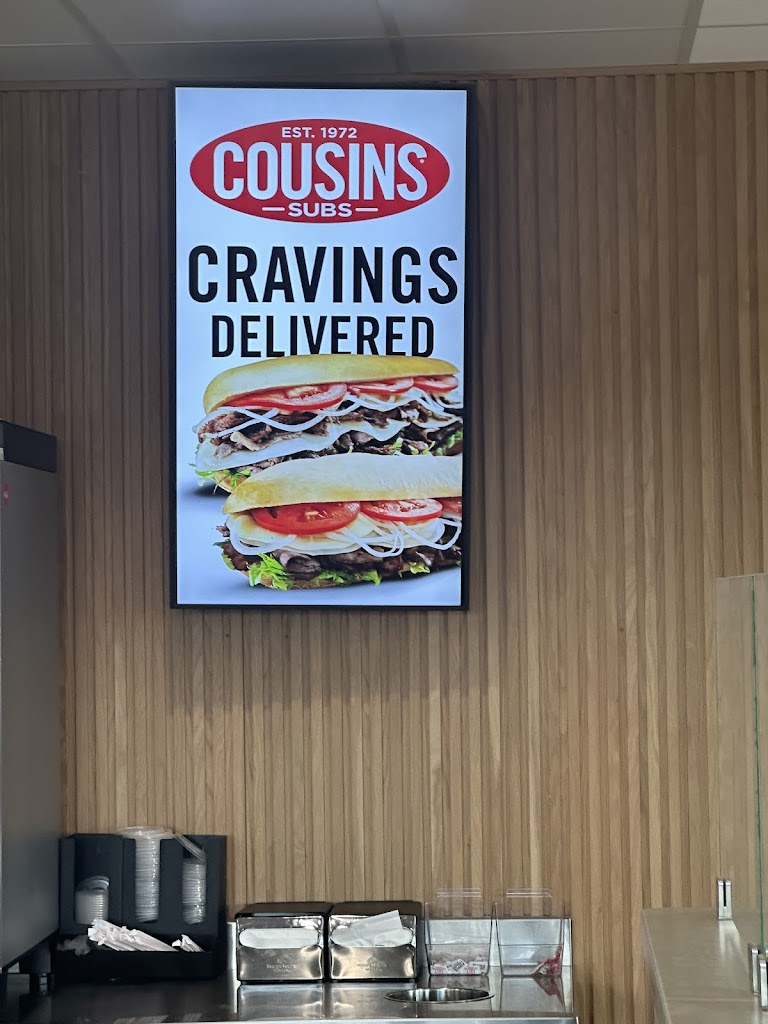 EST. 1972
COUSINS
SUBS
CRAVINGS
DELIVERED